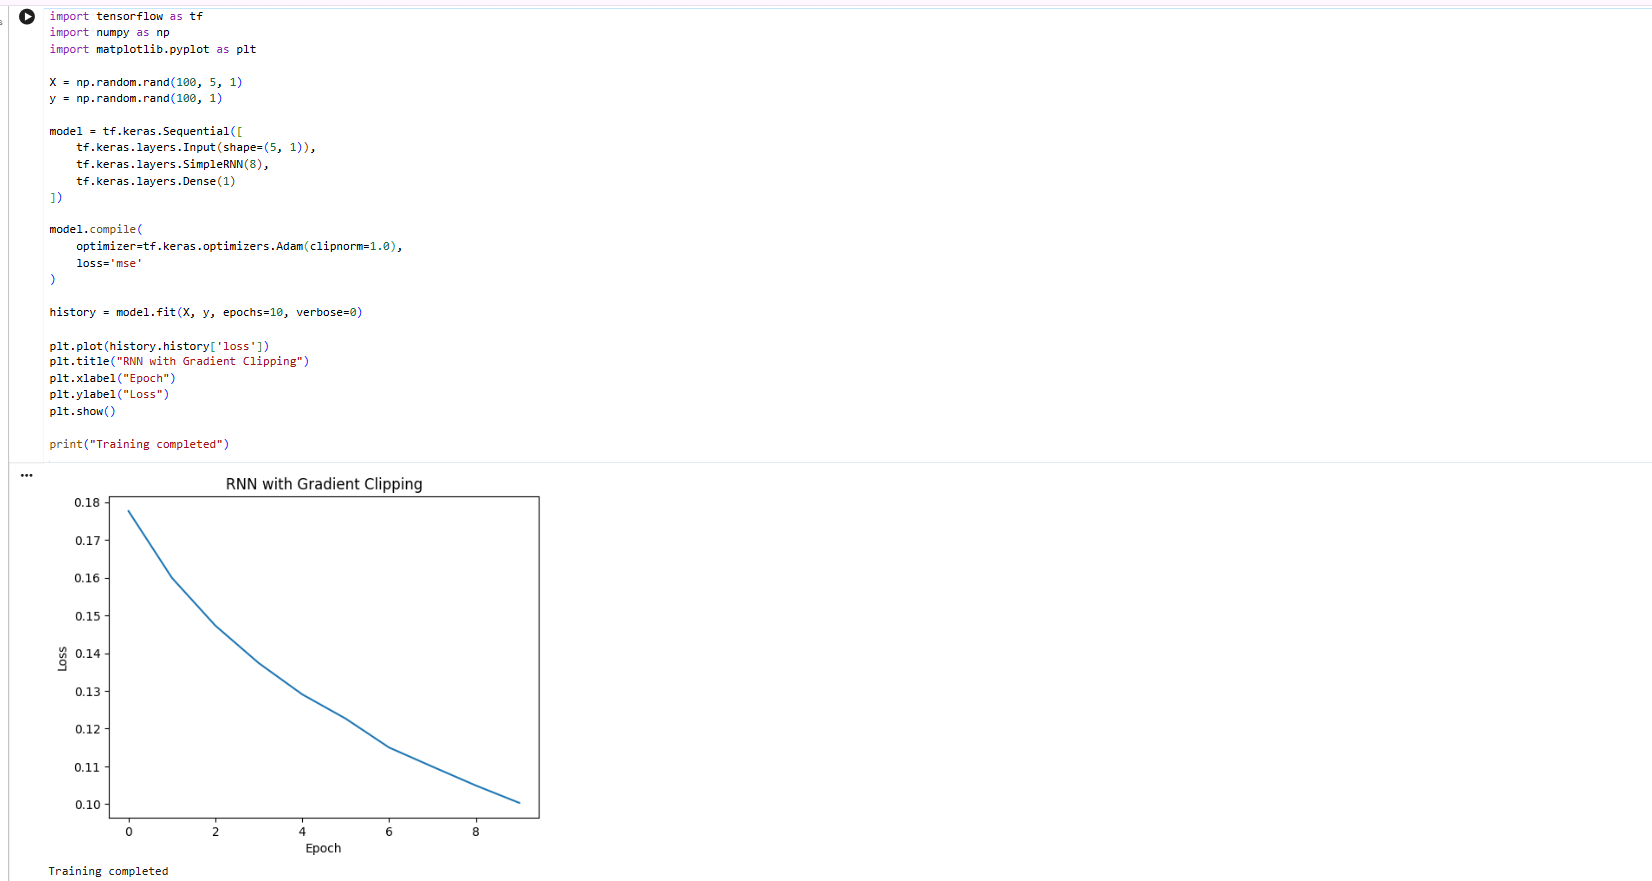 import tensorflow as tf
import numpy as np
import matplotlib.pyplot as plt
X = np.random.rand(100, 5, 1)
y = np.random.rand(100, 1)
model = tf.keras.Sequential([
    tf.keras.layers.Input(shape=(5, 1)),
    tf.keras.layers.SimpleRNN(8),
    tf.keras.layers.Dense(1)
])
model.compile(
    optimizer=tf.keras.optimizers.Adam(clipnorm=1.0),
    loss='mse'
)
history = model.fit(X, y, epochs=10, verbose=0)
plt.plot(history.history['loss'])
plt.title("RNN with Gradient Clipping")
plt.xlabel("Epoch")
plt.ylabel("Loss")
plt.show()
print("Training completed")
RNN with Gradient Clipping
0.18
0.17
0.16
0.15
0.14
0.13
0.12
0.11
0.10
Loss
0 2 4 6 8
Epoch
Training completed